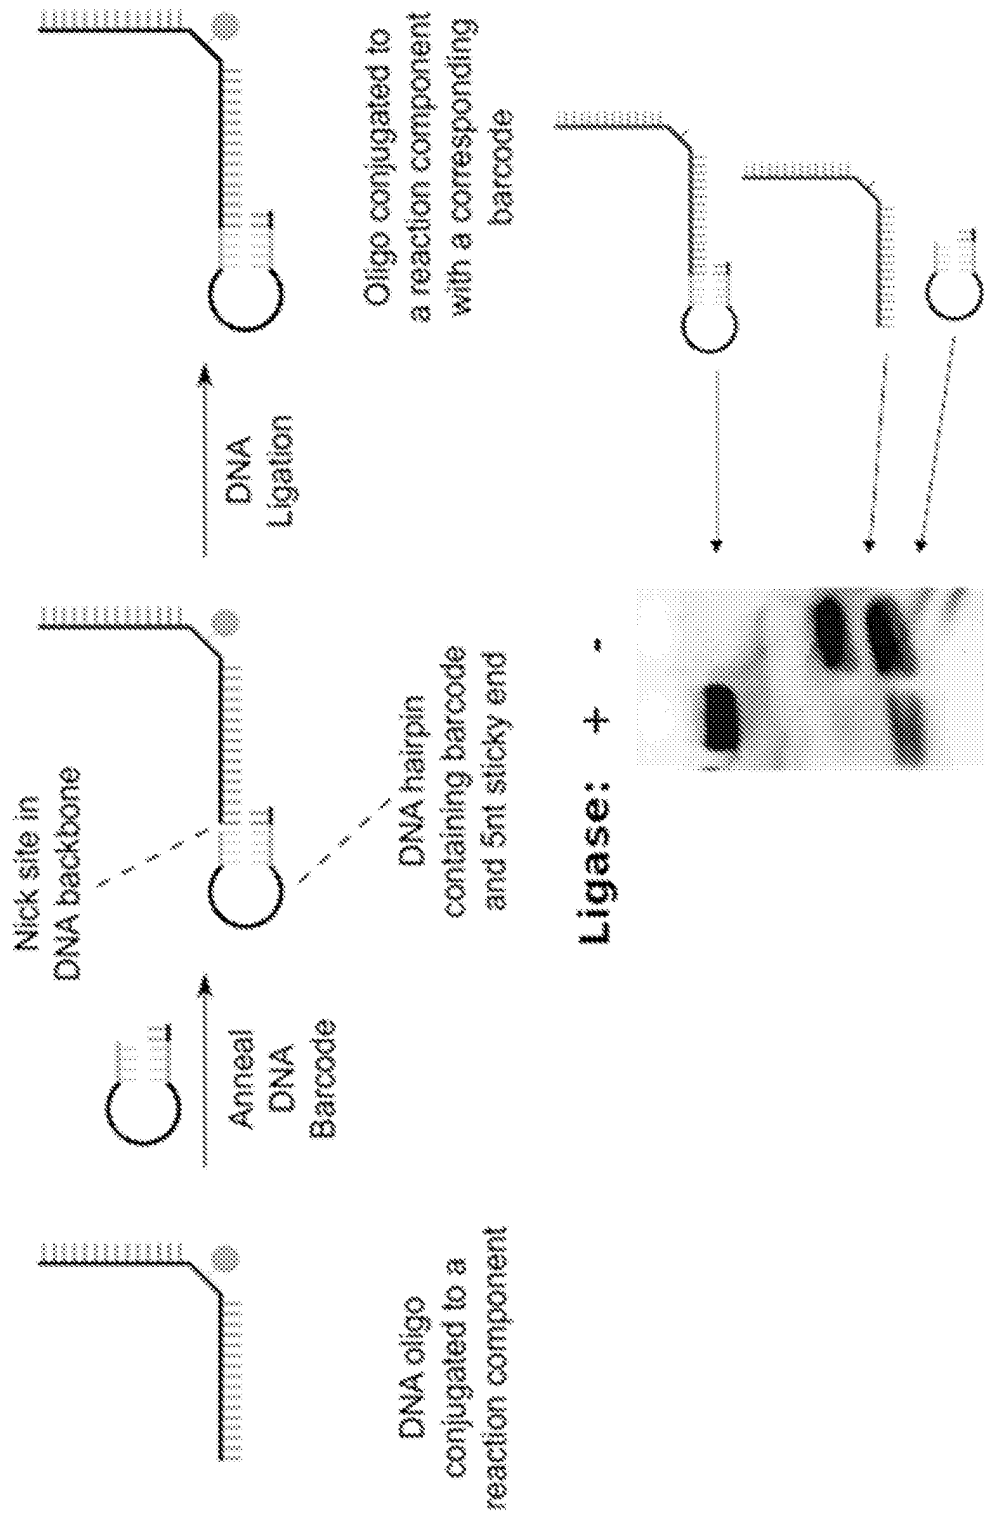 DNA oligo
conjugated to a
reaction component
Anneal
DNA
Barcode
Nick site in
DNA backbone
DNA hairpin
containing barcode
and 5nt sticky end
DNA
Ligation
Oligo conjugated to
a reaction component
with a corresponding
barcode
Ligase: + -